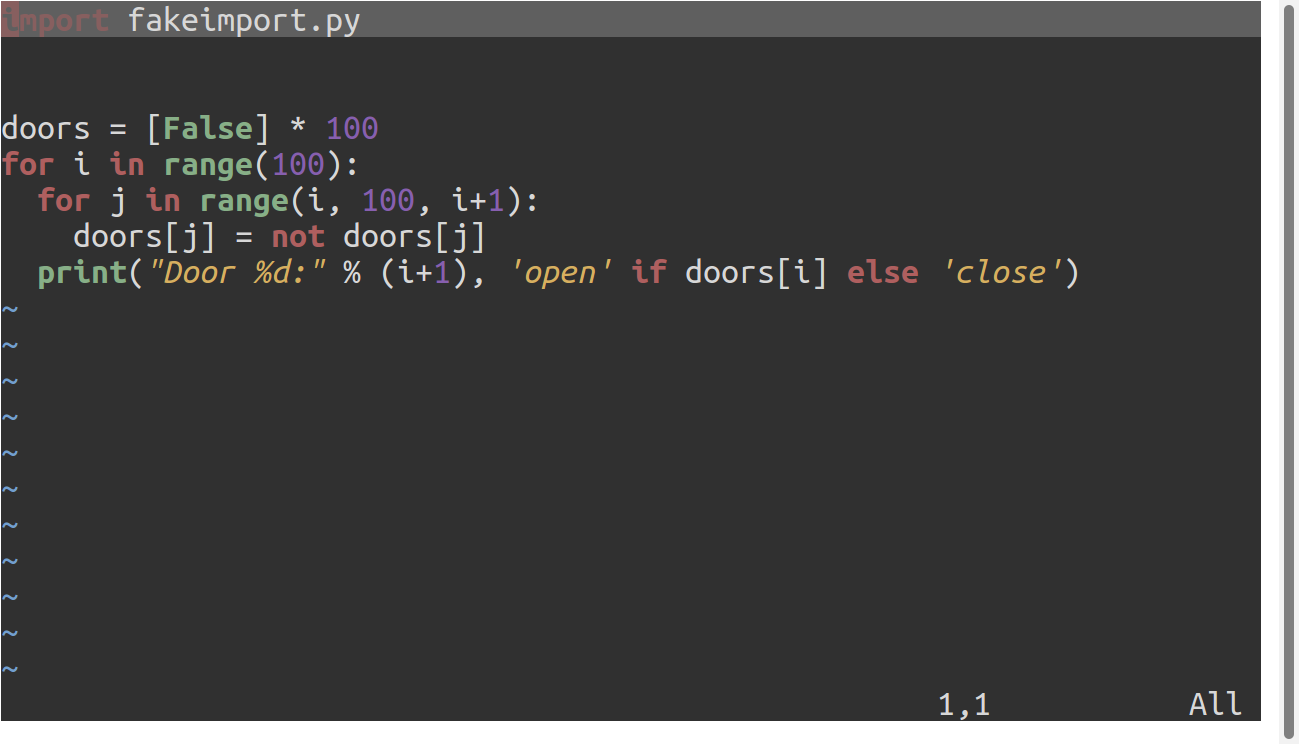 import fakeimport.py
doors = [False] * 100
for i in range(100):
  for j in range(i, 100, i+1):
    doors[j] = not doors[j]
  print("Door %d:" % (i+1), 'open' if doors[i] else 'close')
~
~
~
~
~
~
~
~
~
~
~
1,1 All